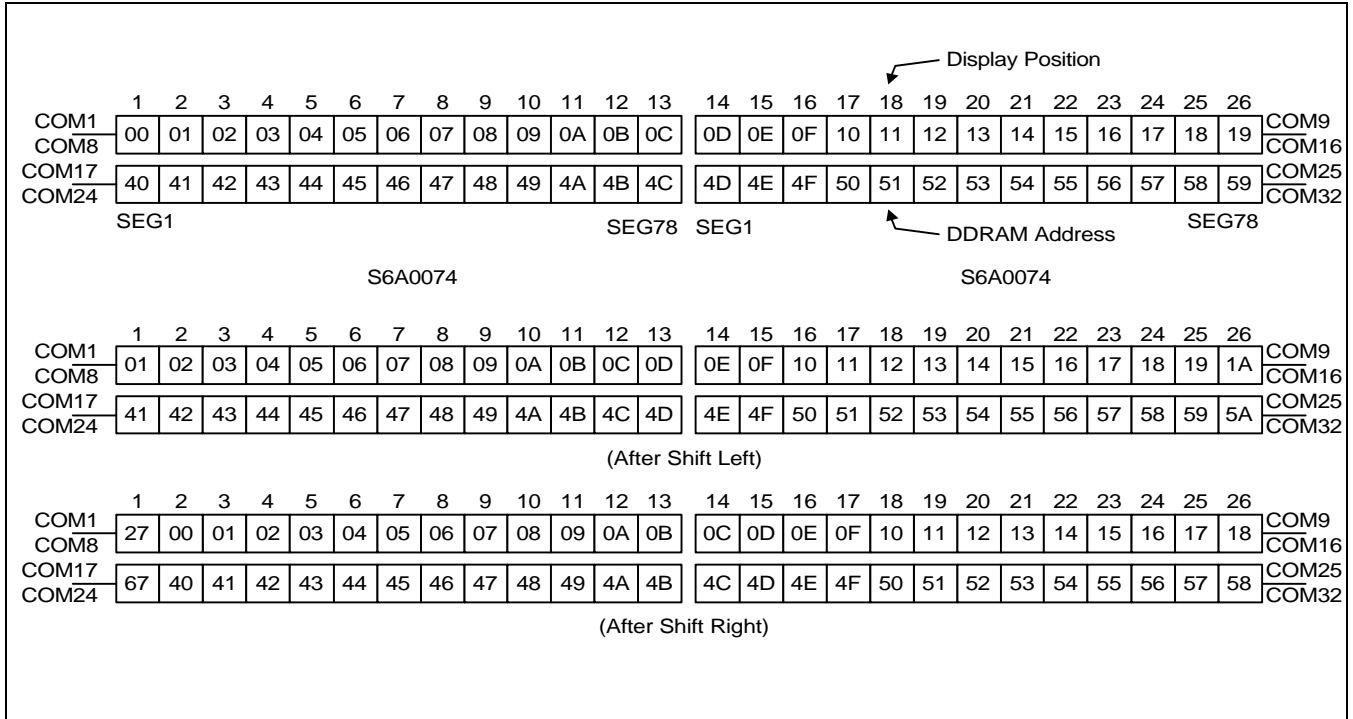 Display Position
1 2 3 4 5 6 7 8 9 10 11 12 13 14 15 16 17 18 19 20 21 22 23 24 25 26
COM1 COM9
00 01 02 03 04 05 06 07 08 09 0A 0B 0C 0D 0E 0F 10 11 12 13 14 15 16 17 18 19
COM8 COM16
COM17 COM25
40 41 42 43 44 45 46 47 48 49 4A 4B 4C 4D 4E 4F 50 51 52 53 54 55 56 57 58 59
COM24 COM32
SEG1 SEG78 SEG1 SEG78
DDRAM Address
S6A0074 S6A0074
1 2 3 4 5 6 7 8 9 10 11 12 13 14 15 16 17 18 19 20 21 22 23 24 25 26
COM1 COM9
01 02 03 04 05 06 07 08 09 0A 0B 0C 0D 0E 0F 10 11 12 13 14 15 16 17 18 19 1A
COM8 COM16
COM17 COM25
41 42 43 44 45 46 47 48 49 4A 4B 4C 4D 4E 4F 50 51 52 53 54 55 56 57 58 59 5A
COM24 COM32
(After Shift Left)
1 2 3 4 5 6 7 8 9 10 11 12 13 14 15 16 17 18 19 20 21 22 23 24 25 26
COM1 COM9
27 00 01 02 03 04 05 06 07 08 09 0A 0B 0C 0D 0E 0F 10 11 12 13 14 15 16 17 18
COM8 COM16
COM17 COM25
67 40 41 42 43 44 45 46 47 48 49 4A 4B 4C 4D 4E 4F 50 51 52 53 54 55 56 57 58
COM24 COM32
(After Shift Right)